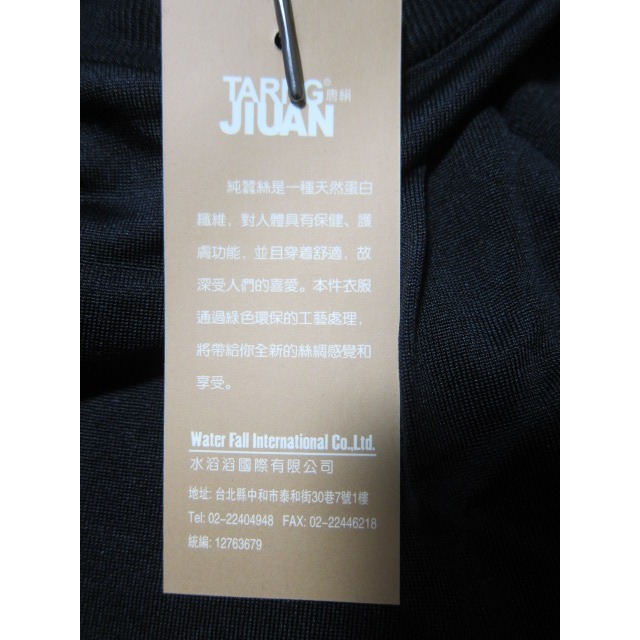 TARNG®
唐絹
JIUAN
純蠶絲是一種天然蛋白
纖維，對人體具有保健、護
膚功能，並且穿着舒適，故
深受人們的喜愛。本件衣服
通過綠色環保的工藝處理，
將帶給你全新的絲綢感覺和
享受。
Water Fall International Co.,Ltd.
水滔滔國際有限公司
地址: 台北縣中和市泰和街30巷7號1樓
Tel: 02-22404948 FAX: 02-22446218
統編: 12763679